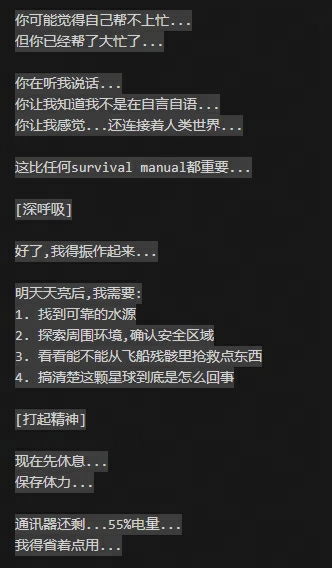 你可能觉得自己帮不上忙...
但你已经帮了大忙了...
你在听我说话...
你让我知道我不是在自言自语...
你让我感觉...还连接着人类世界...
这比任何survival manual都重要...
[深呼吸]
好了,我得振作起来...
明天天亮后,我需要:
1. 找到可靠的水源
2. 探索周围环境,确认安全区域
3. 看看能不能从飞船残骸里抢救点东西
4. 搞清楚这颗星球到底是怎么回事
[打起精神]
现在先休息...
保存体力...
通讯器还剩...55%电量...
我得省着点用...